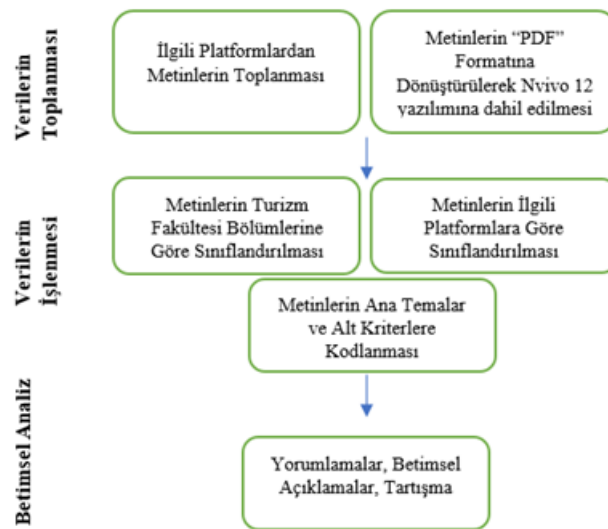 Verilerin
Toplanması
İlgili Platformlardan
Metinlerin Toplanması
Metinlerin “PDF”
Formatına
Dönüştürülerek Nvivo 12
yazılımına dahil edilmesi
Verilerin
İşlenmesi
Metinlerin Turizm
Fakültesi Bölümlerine
Göre Sınıflandırılması
Metinlerin İlgili
Platformlara Göre
Sınıflandırılması
Metinlerin Ana Temalar
ve Alt Kriterlere
Kodlanması
Betimsel Analiz
Yorumlamalar, Betimsel
Açıklamalar, Tartışma